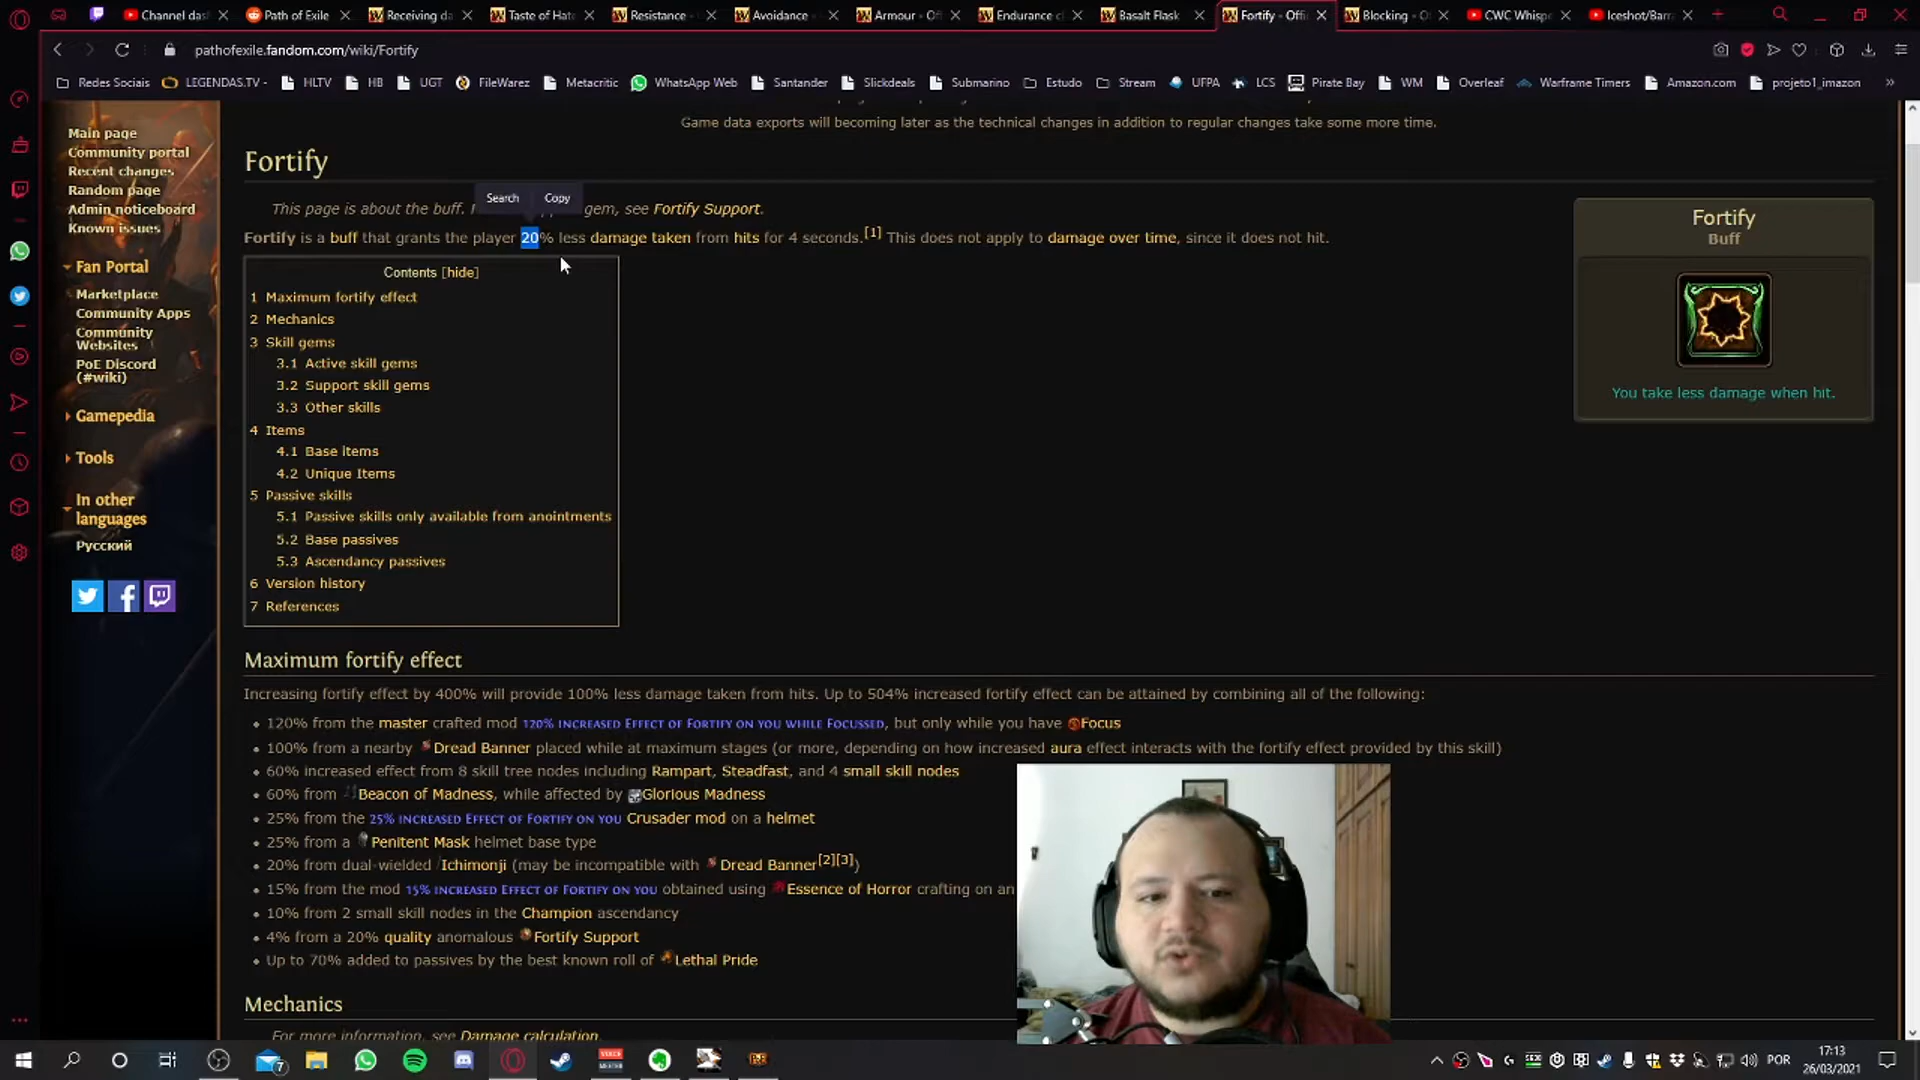 Channel das
Path of Exile
Receiving da
Taste of Hate
Resistance -
Avoidance -
Armour - Of
Endurance c
Basalt Flask
Fortify - Offi
Blocking - O
CWC Whispe
Iceshot/Barra
pathofexile.fandom.com/wiki/Fortify
Redes Sociais
LEGENDAS.TV -
HLTV
HB
UGT
FileWarez
Metacritic
WhatsApp Web
Santander
Slickdeals
Submarino
Estudo
Stream
UFPA
LCS
Pirate Bay
WM
Overleaf
Warframe Timers
Amazon.com
projeto1_imazon
Game data exports will becoming later as the technical changes in addition to regular changes take some more time.
Main page
Community portal
Recent changes
Random page
Admin noticeboard
Known issues
Fan Portal
Marketplace
Community Apps
Community
Websites
PoE Discord
(#wiki)
Gamepedia
Tools
In other
languages
Русский
Fortify
Search Copy
This page is about the buff. gem, see Fortify Support.
Fortify is a buff that grants the player 20% less damage taken from hits for 4 seconds.[1] This does not apply to damage over time, since it does not hit.
Contents [hide]
1 Maximum fortify effect
2 Mechanics
3 Skill gems
3.1 Active skill gems
3.2 Support skill gems
3.3 Other skills
4 Items
4.1 Base items
4.2 Unique Items
5 Passive skills
5.1 Passive skills only available from anointments
5.2 Base passives
5.3 Ascendancy passives
6 Version history
7 References
Fortify
Buff
You take less damage when hit.
Maximum fortify effect
Increasing fortify effect by 400% will provide 100% less damage taken from hits. Up to 504% increased fortify effect can be attained by combining all of the following:
120% from the master crafted mod 120% increased Effect of Fortify on you while Focussed, but only while you have Focus
100% from a nearby Dread Banner placed while at maximum stages (or more, depending on how increased aura effect interacts with the fortify effect provided by this skill)
60% increased effect from 8 skill tree nodes including Rampart, Steadfast, and 4 small skill nodes
60% from Beacon of Madness, while affected by Glorious Madness
25% from the 25% increased Effect of Fortify on you Crusader mod on a helmet
25% from a Penitent Mask helmet base type
20% from dual-wielded Ichimonji (may be incompatible with Dread Banner[2][3])
15% from the mod 15% increased Effect of Fortify on you obtained using Essence of Horror crafting on an
10% from 2 small skill nodes in the Champion ascendancy
4% from a 20% quality anomalous Fortify Support
Up to 70% added to passives by the best known roll of Lethal Pride
Mechanics
For more information, see Damage calculation.
7
POR
17:13
26/03/2021